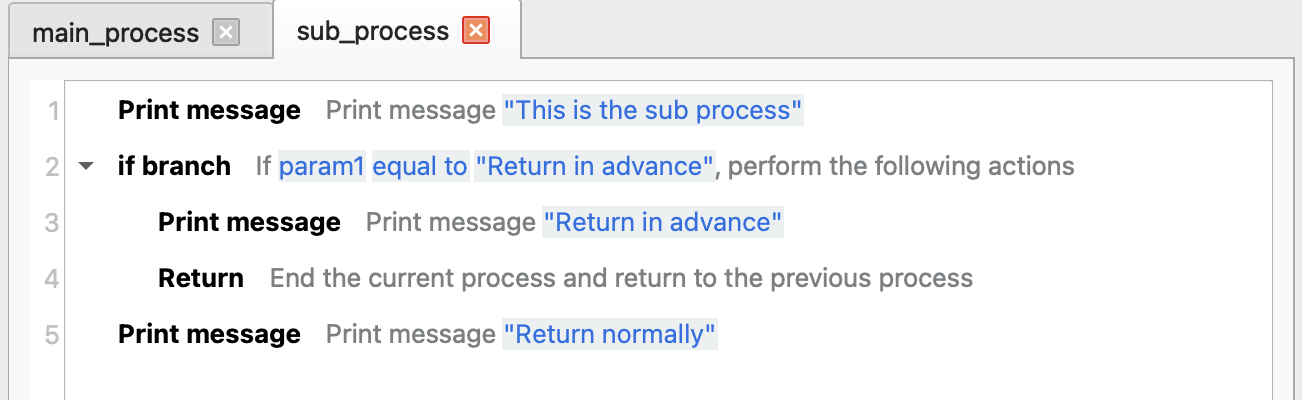 main_process sub_process
1 Print message Print message "This is the sub process"
2 if branch If param1 equal to "Return in advance", perform the following actions
3 Print message Print message "Return in advance"
4 Return End the current process and return to the previous process
5 Print message Print message "Return normally"